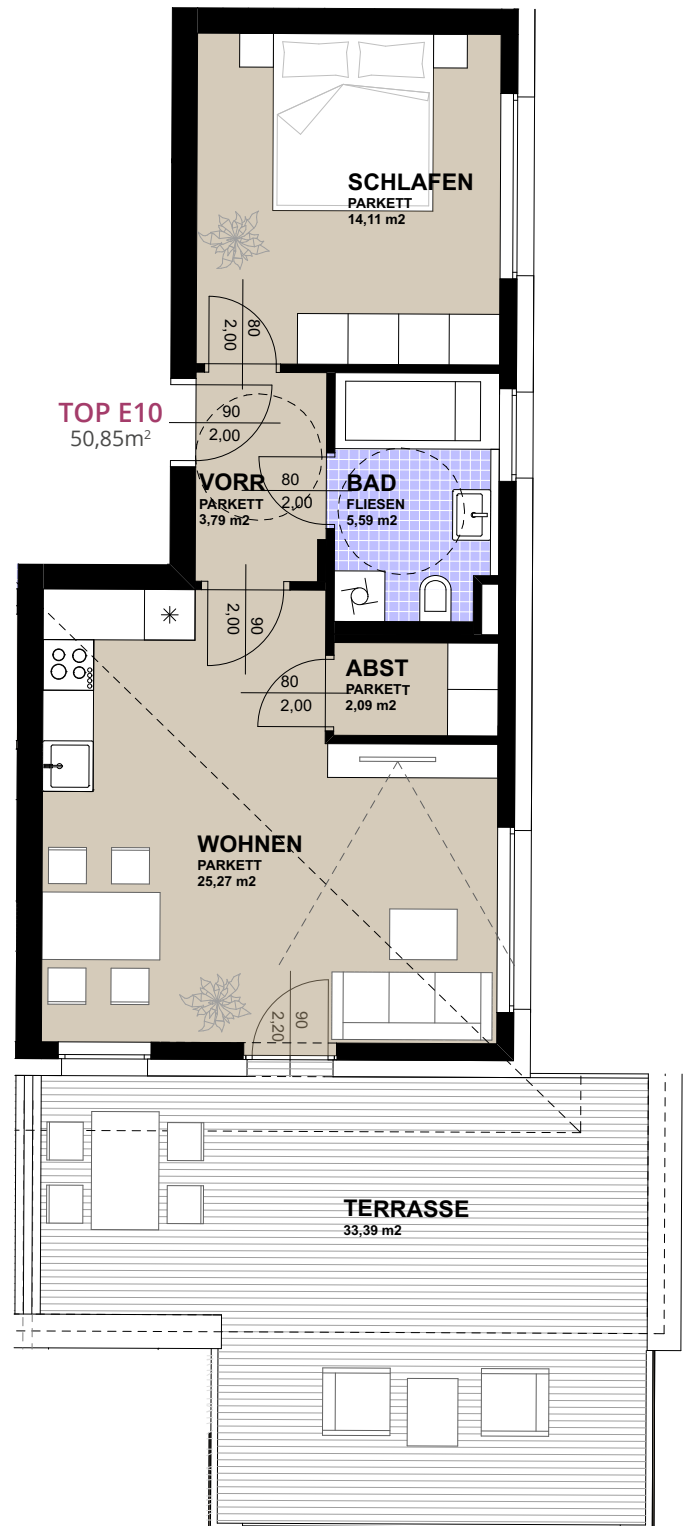 SCHLAFEN
PARKETT
14,11 m2
80
2,00
TOP E10
50,85m²
90
2,00
VORR
PARKETT
3,79 m2
80
2,00
BAD
FLIESEN
5,59 m2
90
2,00
ABST
PARKETT
2,09 m2
80
2,00
WOHNEN
PARKETT
25,27 m2
90
2,20
TERRASSE
33,39 m2